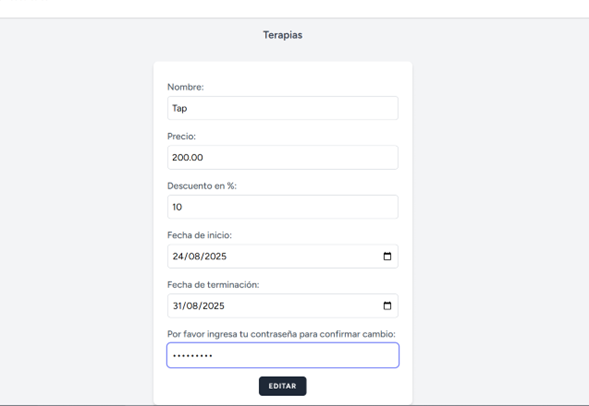 Terapias
Nombre:
Tap
Precio:
200.00
Descuento en %:
10
Fecha de inicio:
24/08/2025
Fecha de terminación:
31/08/2025
Por favor ingresa tu contraseña para confirmar cambio:
•••••••••
EDITAR